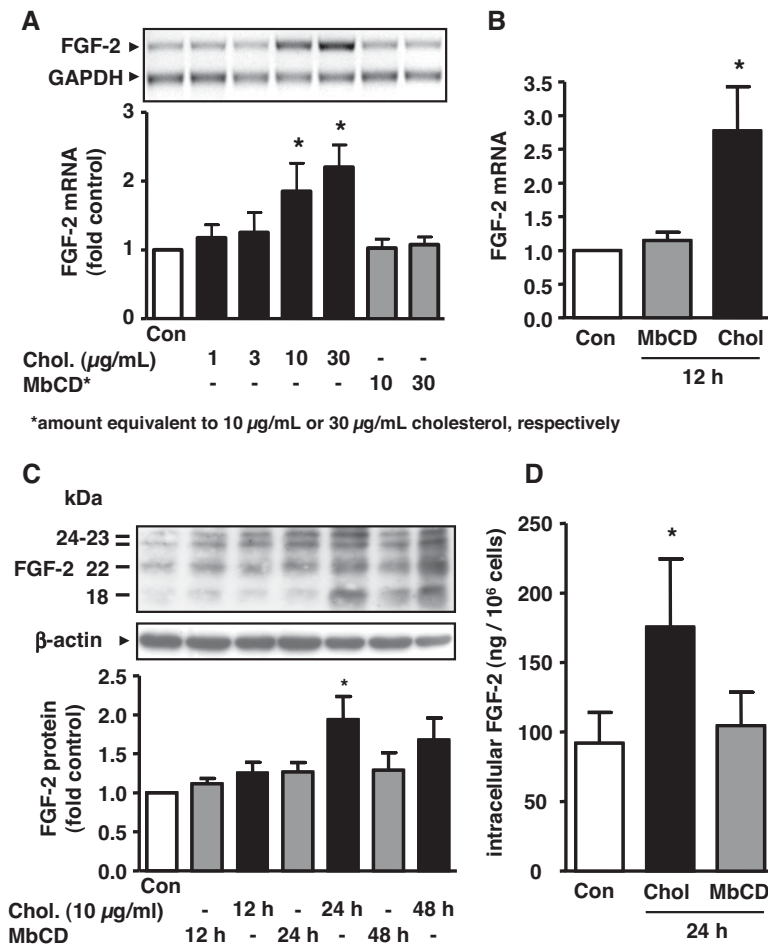 A
FGF-2
GAPDH
FGF-2 mRNA
(fold control)
3
2
1
0
*
*
Con
Chol. (µg/mL) 1 3 10 30 - -
MbCD* - - - - 10 30
B
FGF-2 mRNA
3.5
3.0
2.5
2.0
1.5
1.0
0.5
0.0
*
Con MbCD Chol
12 h
*amount equivalent to 10 µg/mL or 30 µg/mL cholesterol, respectively
C
kDa
24-23
FGF-2 22
18
β-actin
FGF-2 protein
(fold control)
2.5
2.0
1.5
1.0
0.5
0.0
*
Con
Chol. (10 µg/ml) - 12 h - 24 h - 48 h
MbCD 12 h - 24 h - 48 h -
D
intracellular FGF-2 (ng / 10⁶ cells)
250
200
150
100
50
0
*
Con Chol MbCD
24 h